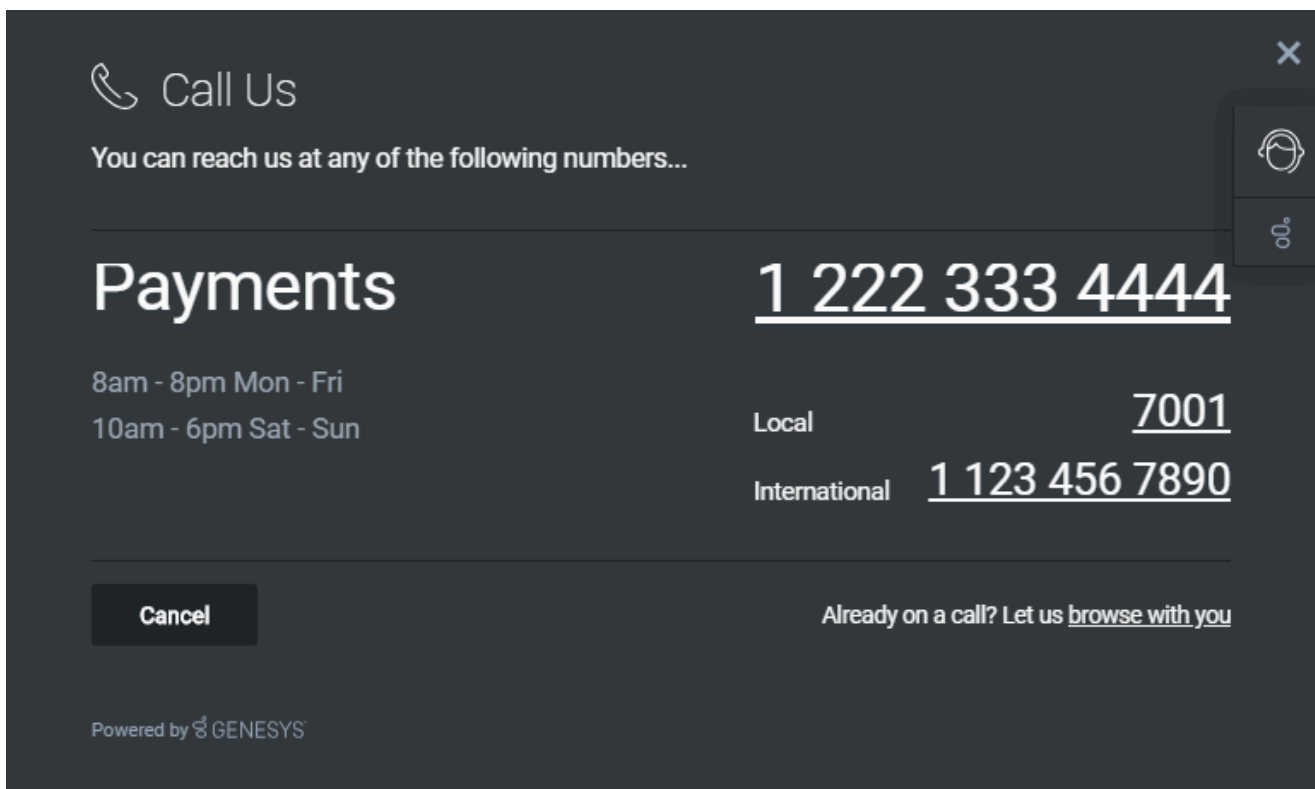 Call Us
You can reach us at any of the following numbers...
Payments
1 222 333 4444
8am - 8pm Mon - Fri
10am - 6pm Sat - Sun
Local
7001
International
1 123 456 7890
Cancel
Already on a call? Let us browse with you
Powered by GENESYS